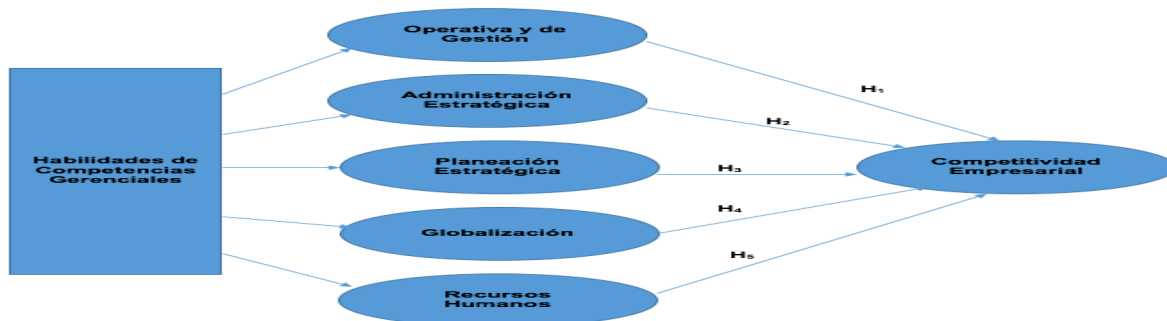 Operativa y de
Gestión
Administración
Estratégica
Habilidades de
Competencias
Gerenciales
Planeación
Estratégica
Globalización
Recursos
Humanos
H₁
H₂
H₃
H₄
H₅
Competitividad
Empresarial